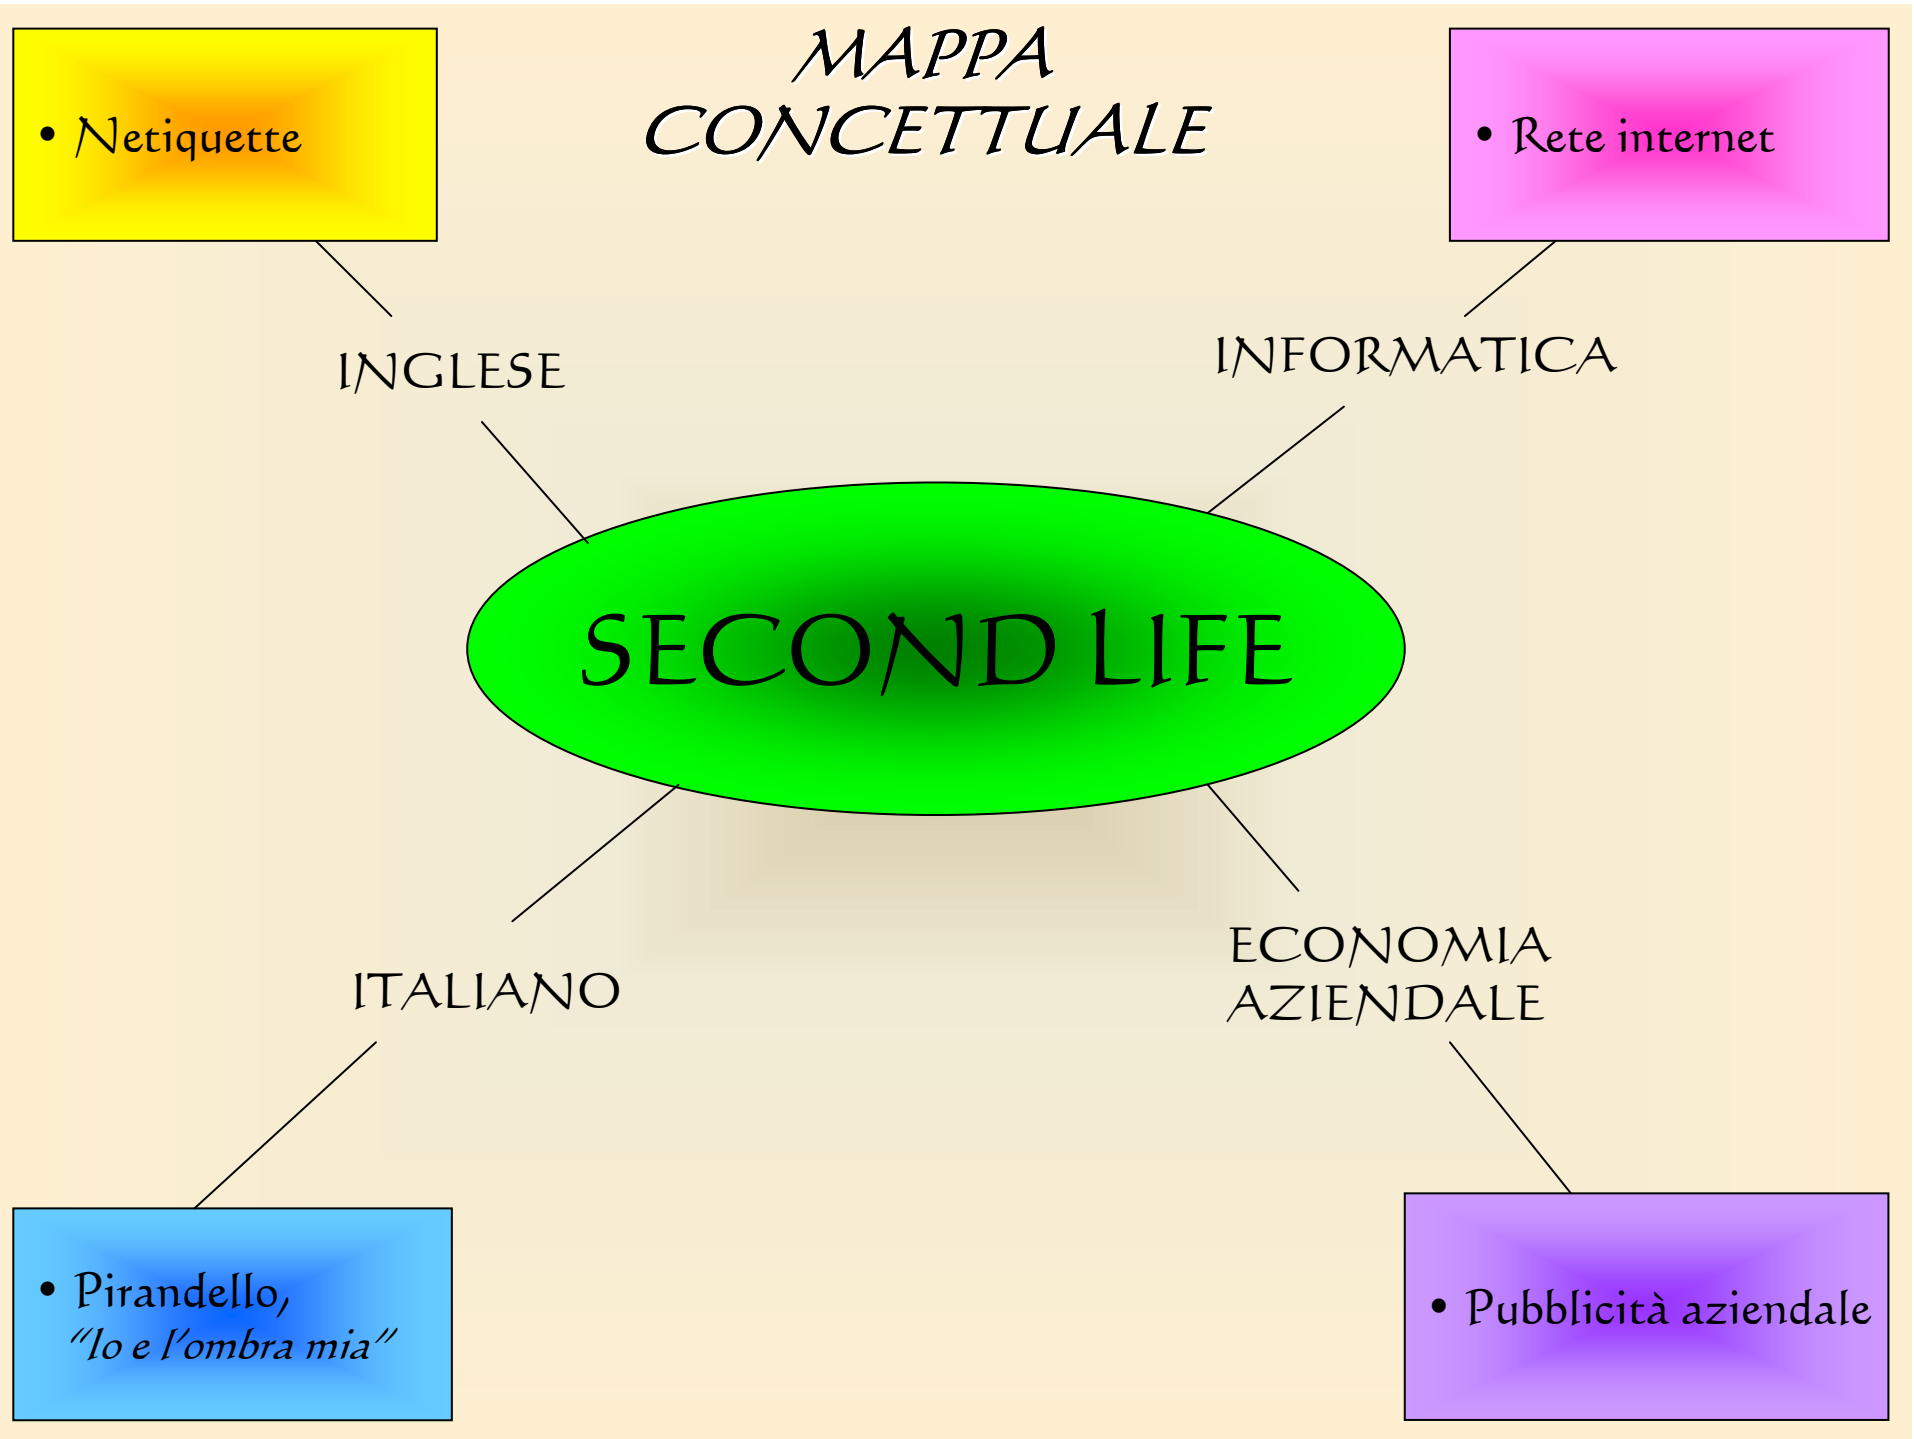 MAPPA
CONCETTUALE
• Netiquette
• Rete internet
INGLESE
INFORMATICA
SECOND LIFE
ITALIANO
ECONOMIA
AZIENDALE
• Pirandello,
“Io e l’ombra mia”
• Pubblicità aziendale